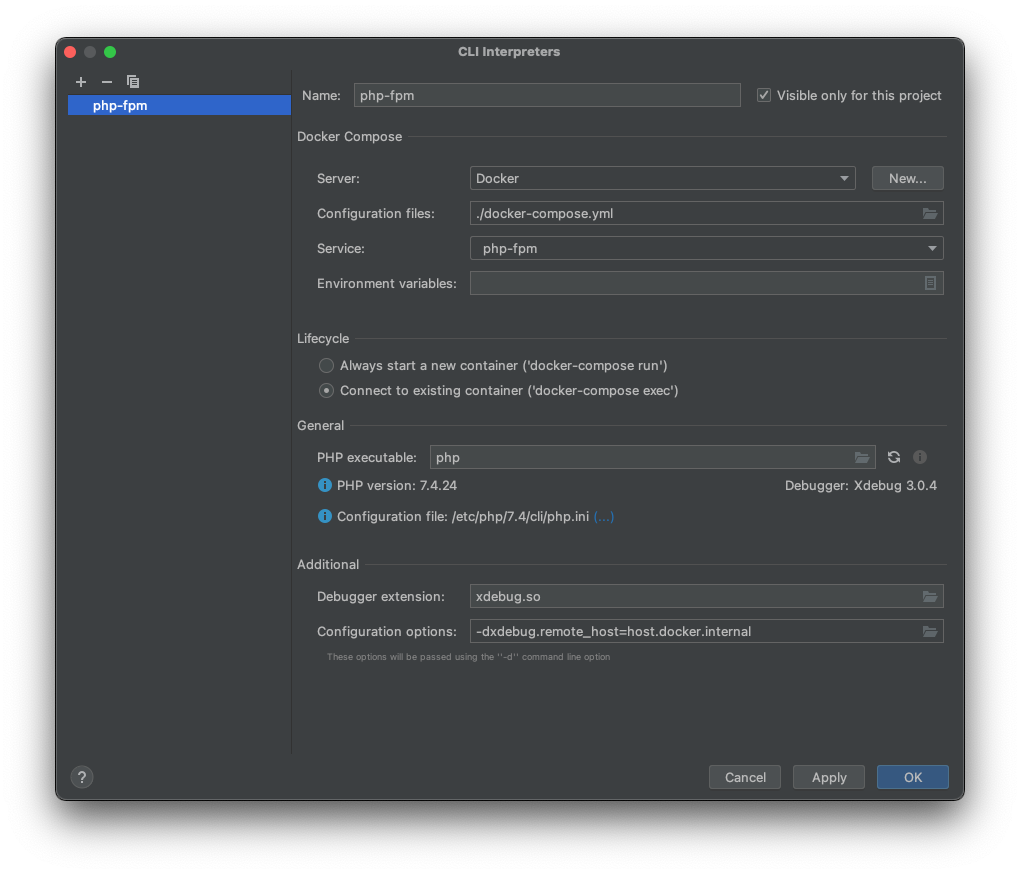 CLI Interpreters
php-fpm
Name: php-fpm Visible only for this project
Docker Compose
Server: Docker New...
Configuration files: ./docker-compose.yml
Service: php-fpm
Environment variables:
Lifecycle
Always start a new container ('docker-compose run')
Connect to existing container ('docker-compose exec')
General
PHP executable: php
PHP version: 7.4.24 Debugger: Xdebug 3.0.4
Configuration file: /etc/php/7.4/cli/php.ini (...)
Additional
Debugger extension: xdebug.so
Configuration options: -dxdebug.remote_host=host.docker.internal
These options will be passed using the ''-d'' command line option
? Cancel Apply OK